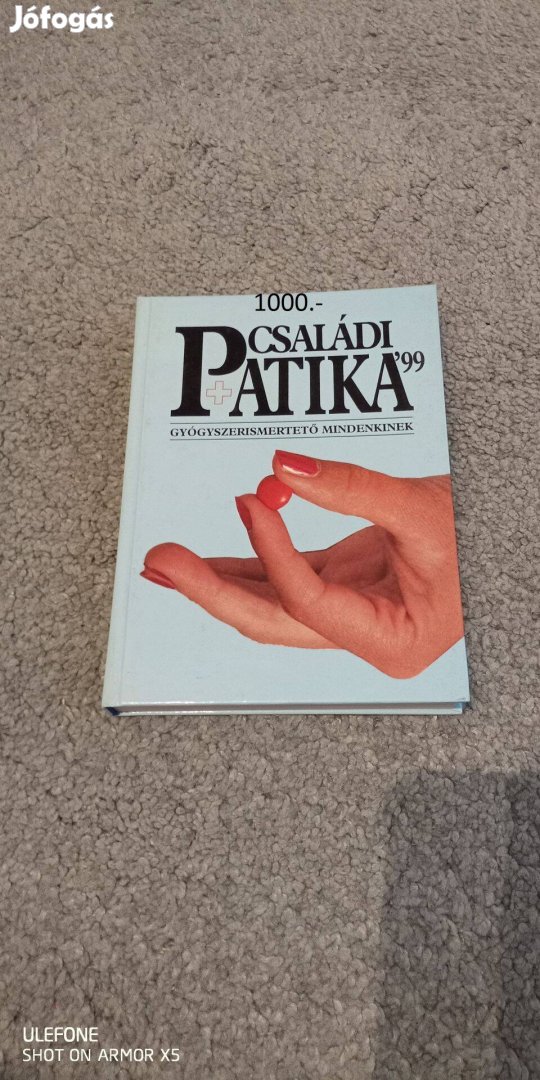 Jófogás
1000.-
CSALÁDI
PATIKA '99
GYÓGYSZERISMERTETŐ MINDENKINEK
ULEFONE
SHOT ON ARMOR X5